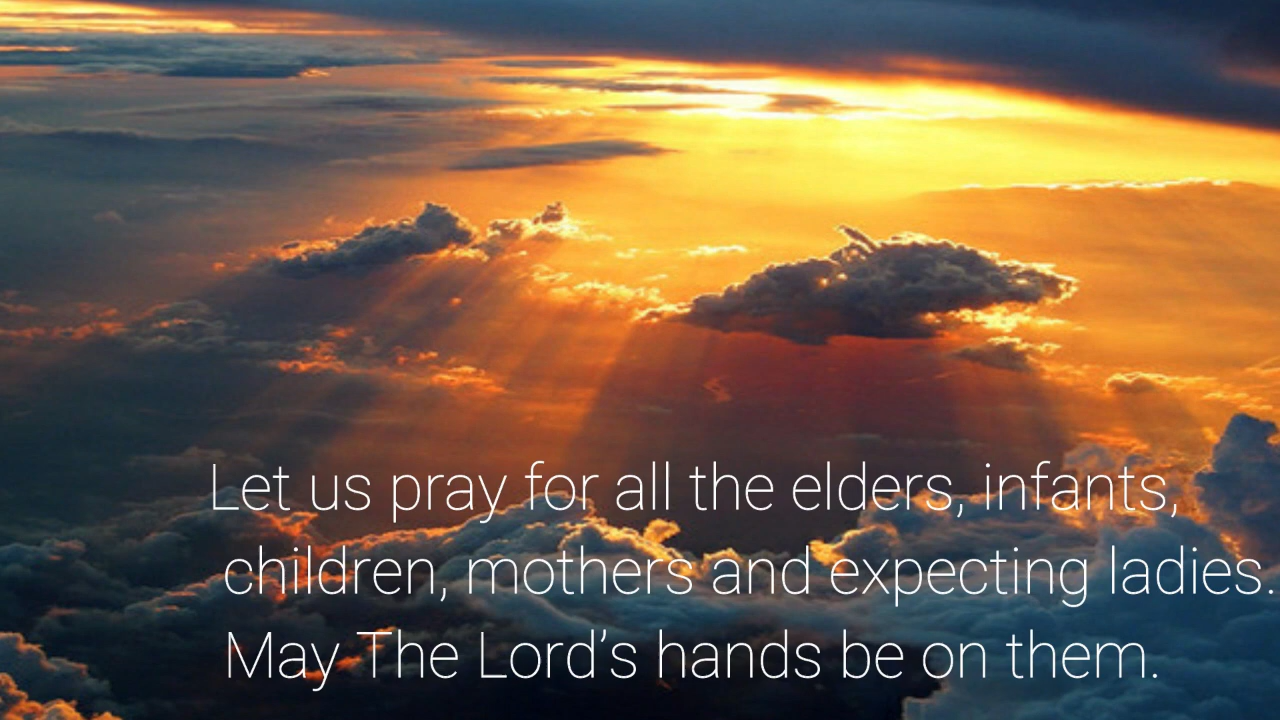 Let us pray for all the elders, infants,
children, mothers and expecting ladies.
May The Lord’s hands be on them.